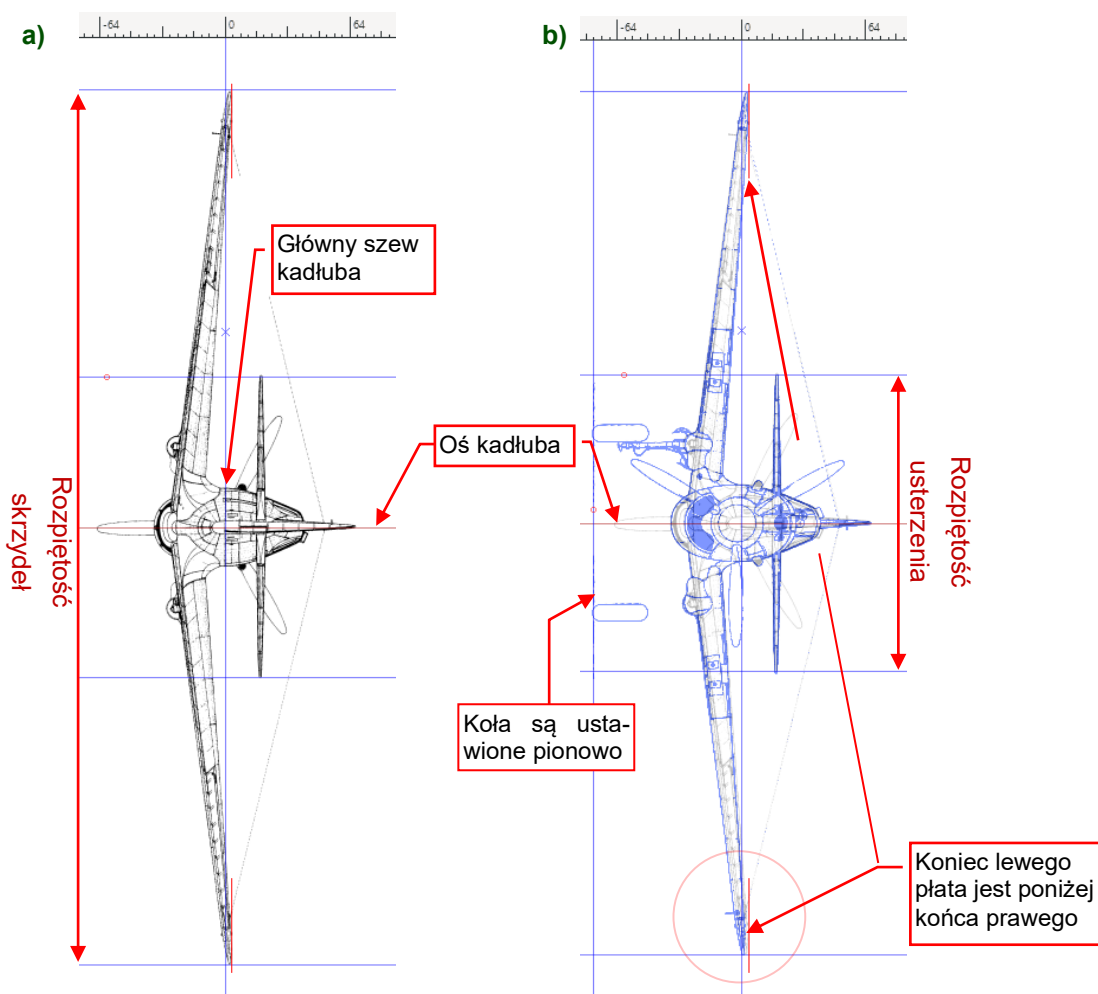 -64 0 64
-64 0 64
a)
b)
Główny szew
kadłuba
Oś kadłuba
Rozpiętość
skrzydeł
Rozpiętość
usterzenia
Koła są usta-
wione pionowo
Koniec lewego
płata jest poniżej
końca prawego